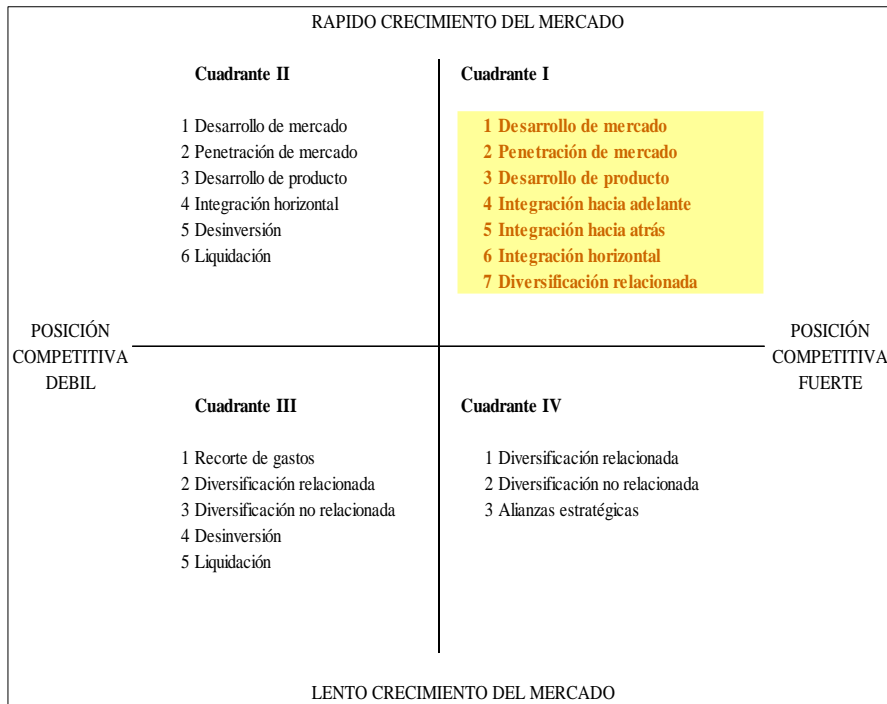 RAPIDO CRECIMIENTO DEL MERCADO
Cuadrante II
1 Desarrollo de mercado
2 Penetración de mercado
3 Desarrollo de producto
4 Integración horizontal
5 Desinversión
6 Liquidación
Cuadrante I
1 Desarrollo de mercado
2 Penetración de mercado
3 Desarrollo de producto
4 Integración hacia adelante
5 Integración hacia atrás
6 Integración horizontal
7 Diversificación relacionada
POSICIÓN
COMPETITIVA
DEBIL
POSICIÓN
COMPETITIVA
FUERTE
Cuadrante III
1 Recorte de gastos
2 Diversificación relacionada
3 Diversificación no relacionada
4 Desinversión
5 Liquidación
Cuadrante IV
1 Diversificación relacionada
2 Diversificación no relacionada
3 Alianzas estratégicas
LENTO CRECIMIENTO DEL MERCADO